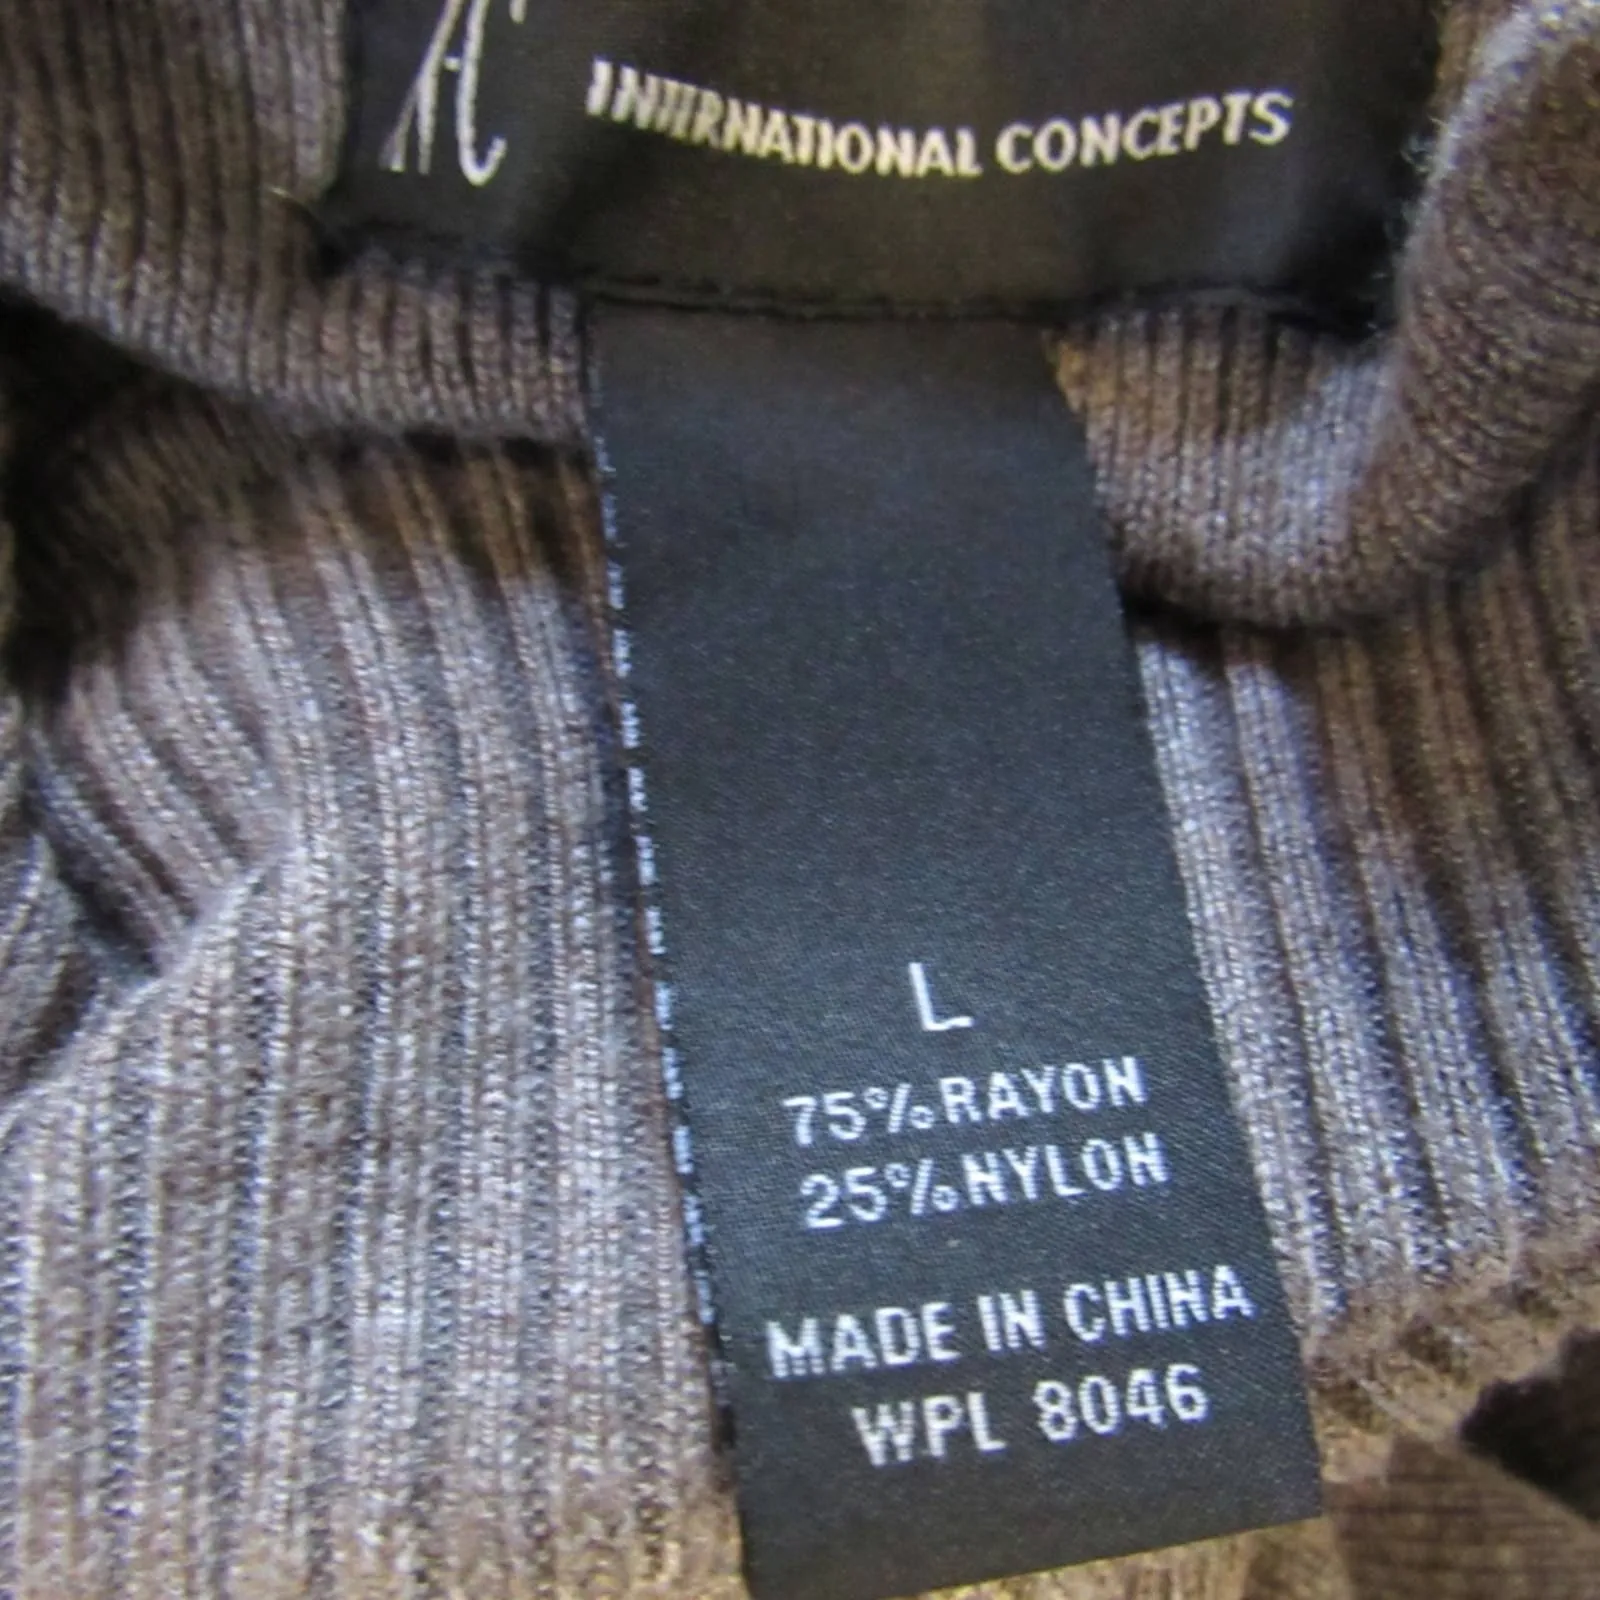 INTERNATIONAL CONCEPTS
L
75% RAYON
25% NYLON
MADE IN CHINA
WPL 8046